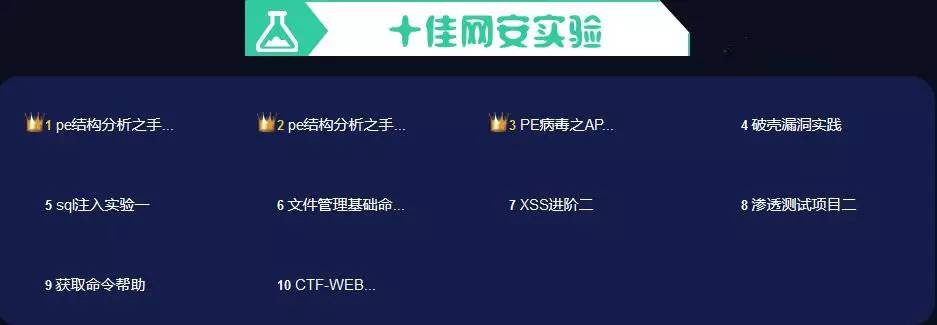 十佳网安实验
1 pe结构分析之手...
2 pe结构分析之手...
3 PE病毒之AP...
4 破壳漏洞实践
5 sql注入实验一
6 文件管理基础命...
7 XSS进阶二
8 渗透测试项目二
9 获取命令帮助
10 CTF-WEB...